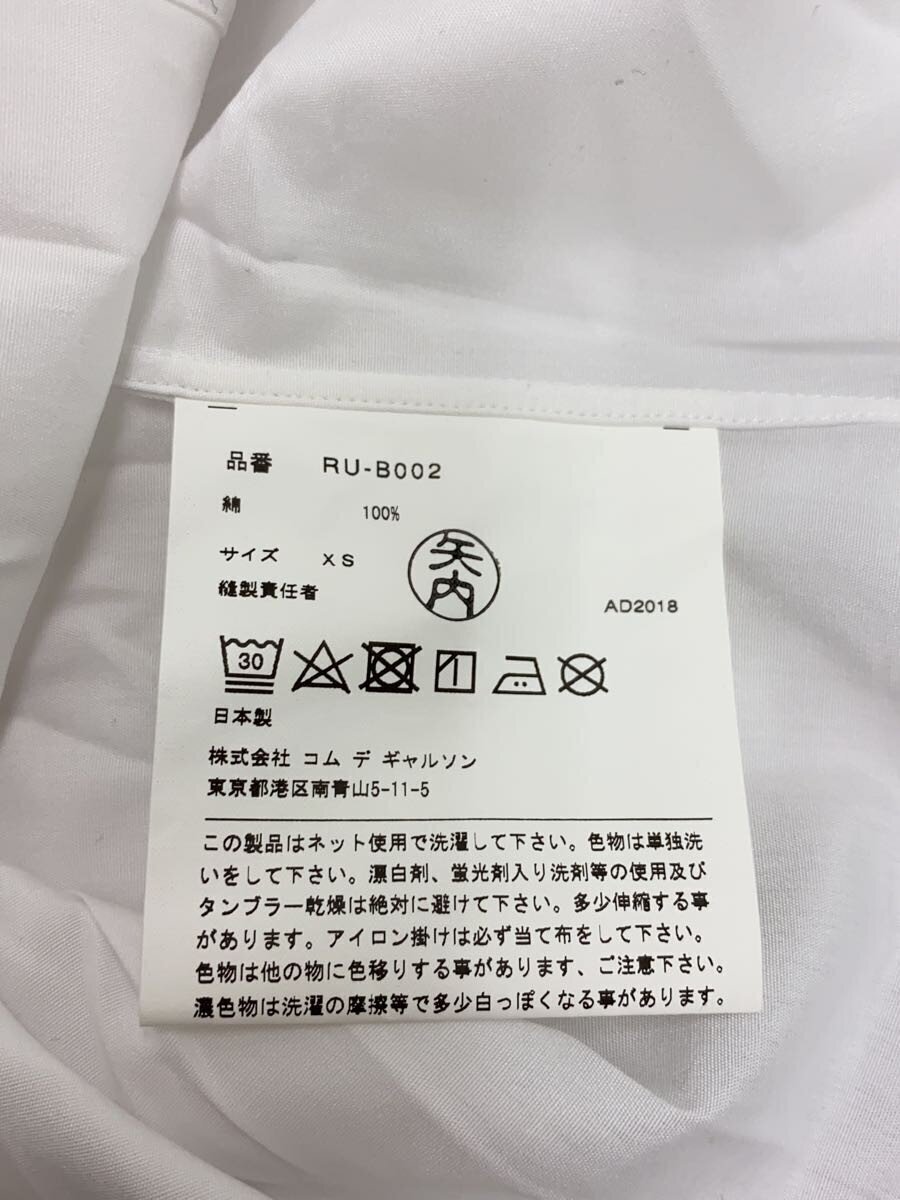 品番 RU-B002
綿 100%
サイズ XS
縫製責任者 矢内 AD2018
30
日本製
株式会社 コム デ ギャルソン
東京都港区南青山5-11-5
この製品はネット使用で洗濯して下さい。色物は単独洗
いをして下さい。漂白剤、蛍光剤入り洗剤等の使用及び
タンブラー乾燥は絶対に避けて下さい。多少伸縮する事
があります。アイロン掛けは必ず当て布をして下さい。
色物は他の物に色移りする事があります、ご注意下さい。
濃色物は洗濯の摩擦等で多少白っぽくなる事があります。